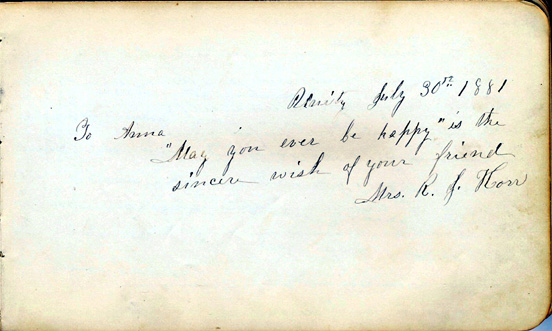 July 30th 1881
To Anna
"May you ever be happy" is the
sincere wish of your friend
Mrs. K. J.